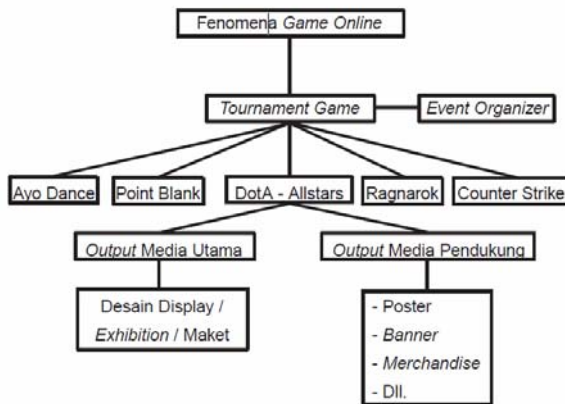 Fenomena Game Online
Tournament Game
Event Organizer
Ayo Dance
Point Blank
DotA - Allstars
Ragnarok
Counter Strike
Output Media Utama
Output Media Pendukung
Desain Display /
Exhibition / Maket
- Poster
- Banner
- Merchandise
- Dll.